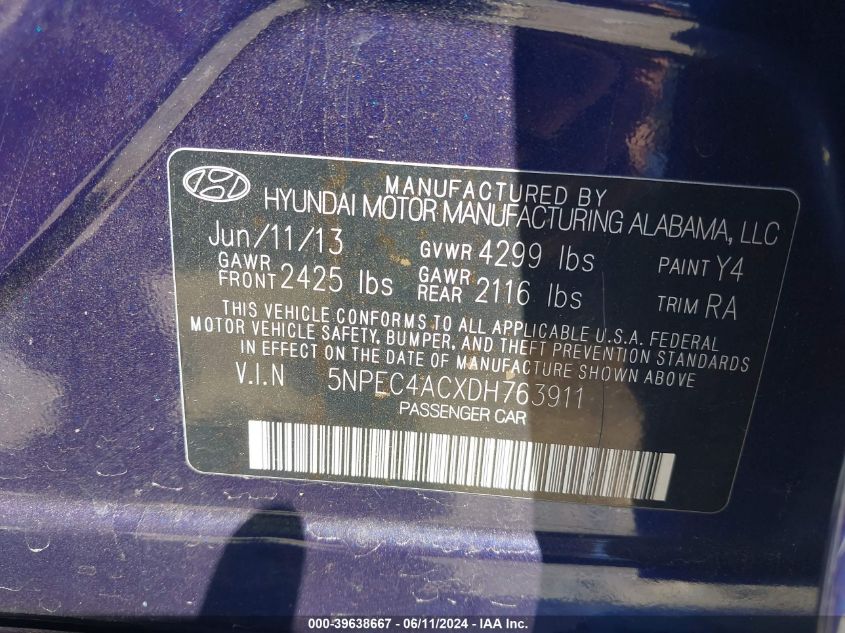 MANUFACTURED BY
HYUNDAI MOTOR MANUFACTURING ALABAMA, LLC
Jun/11/13 GVWR 4299 lbs PAINT Y4
GAWR FRONT 2425 lbs GAWR REAR 2116 lbs TRIM RA
THIS VEHICLE CONFORMS TO ALL APPLICABLE U.S.A. FEDERAL
MOTOR VEHICLE SAFETY, BUMPER, AND THEFT PREVENTION STANDARDS
IN EFFECT ON THE DATE OF MANUFACTURE SHOWN ABOVE
V.I.N 5NPEC4ACXDH763911
PASSENGER CAR
000-39638667 - 06/11/2024 - IAA Inc.